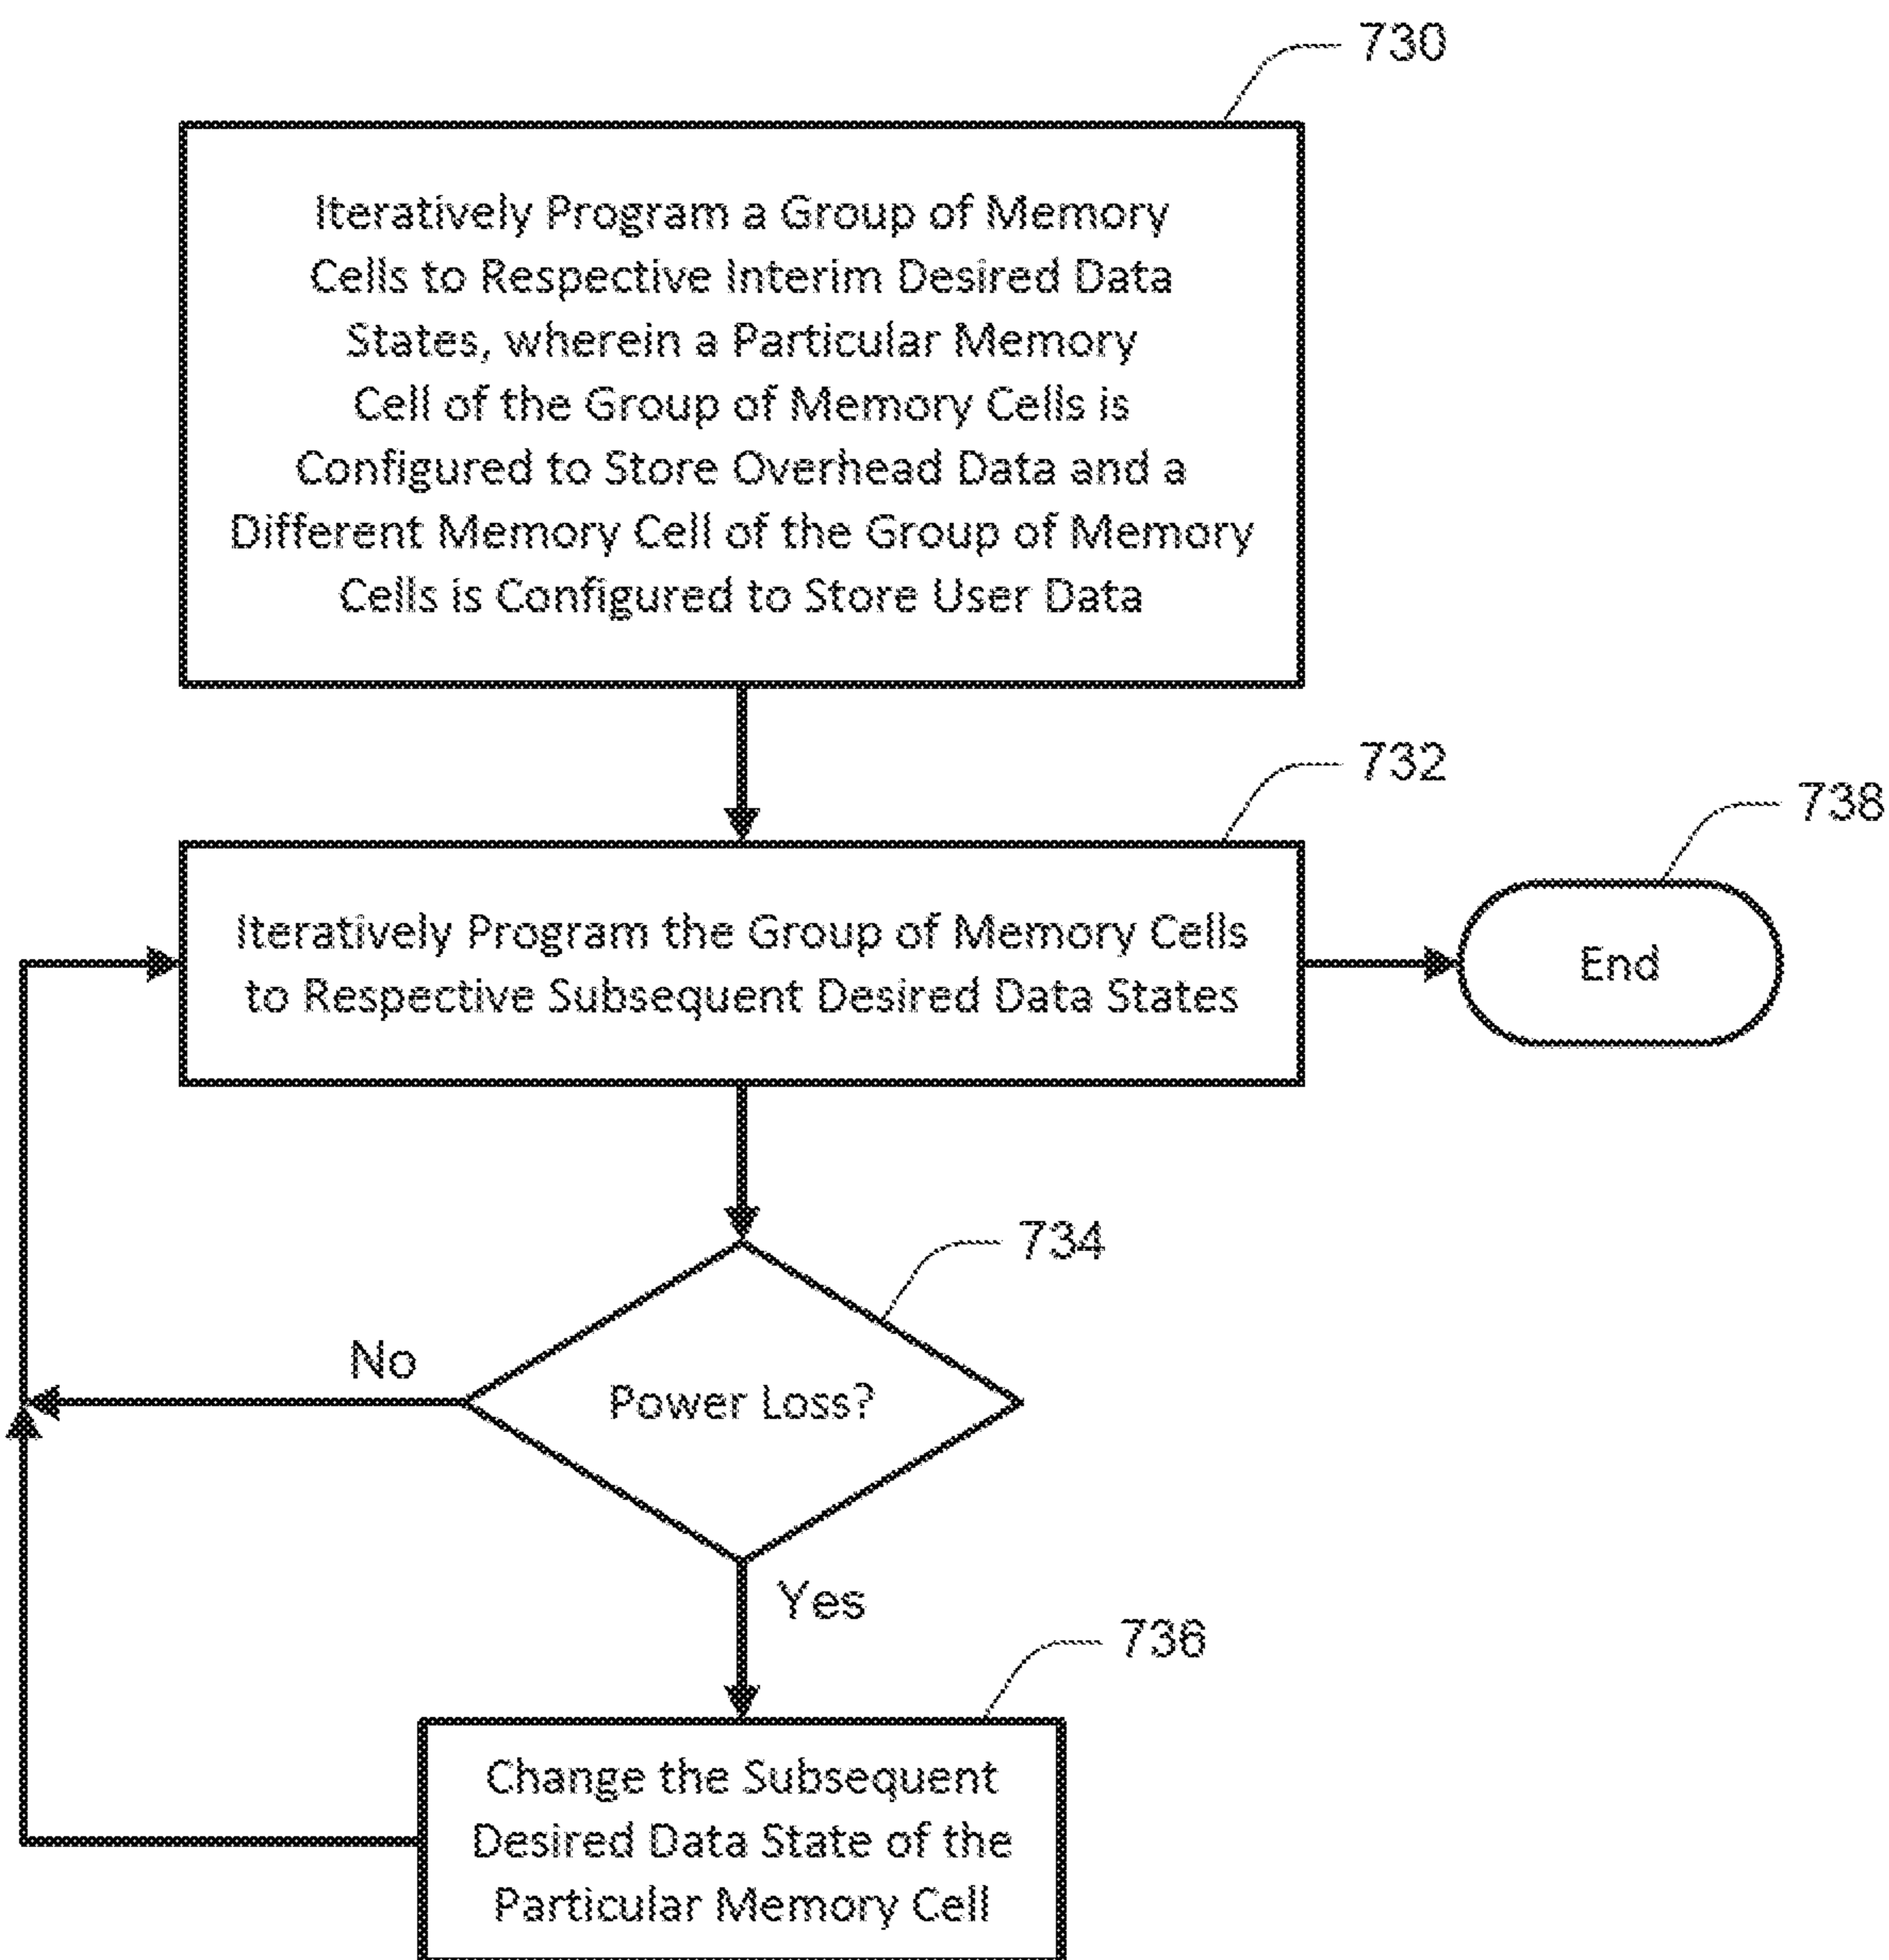 730
Iteratively Program a Group of Memory
Cells to Respective Interim Desired Data
States, wherein a Particular Memory
Cell of the Group of Memory Cells is
Configured to Store Overhead Data and a
Different Memory Cell of the Group of Memory
Cells is Configured to Store User Data
732
738
Iteratively Program the Group of Memory Cells
to Respective Subsequent Desired Data States
End
734
No
Power Loss?
Yes
736
Change the Subsequent
Desired Data State of the
Particular Memory Cell